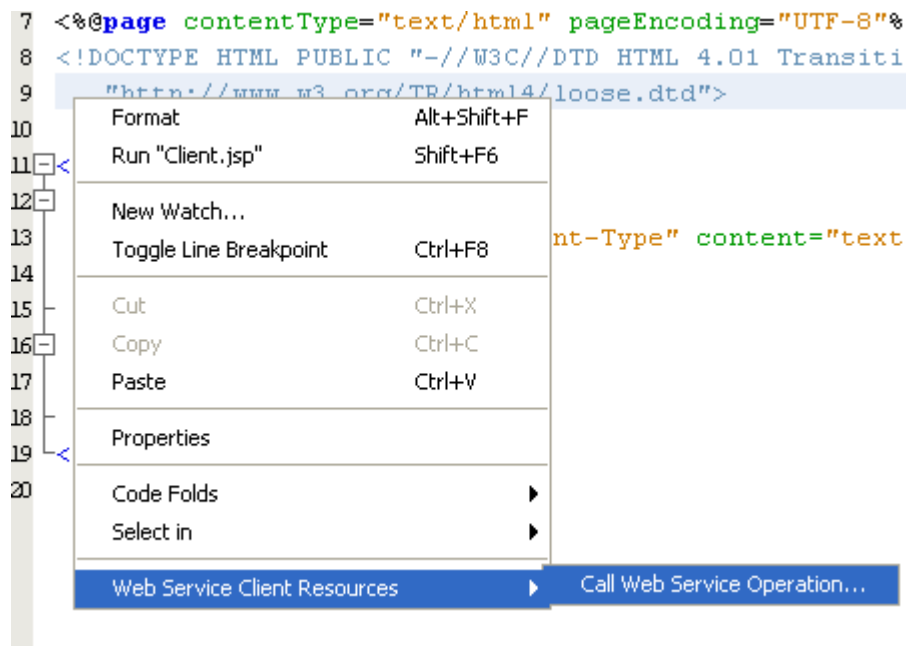 7 <%@page contentType="text/html" pageEncoding="UTF-8"%
8 <!DOCTYPE HTML PUBLIC "-//W3C//DTD HTML 4.01 Transiti
9 "http://www.w3.org/TR/html4/loose.dtd">
10 Format Alt+Shift+F
11 < Run "Client.jsp" Shift+F6
12 New Watch...
13 Toggle Line Breakpoint Ctrl+F8 nt-Type" content="text
14
15 Cut Ctrl+X
16 Copy Ctrl+C
17 Paste Ctrl+V
18 Properties
19 <
20 Code Folds
Select in
Web Service Client Resources Call Web Service Operation...